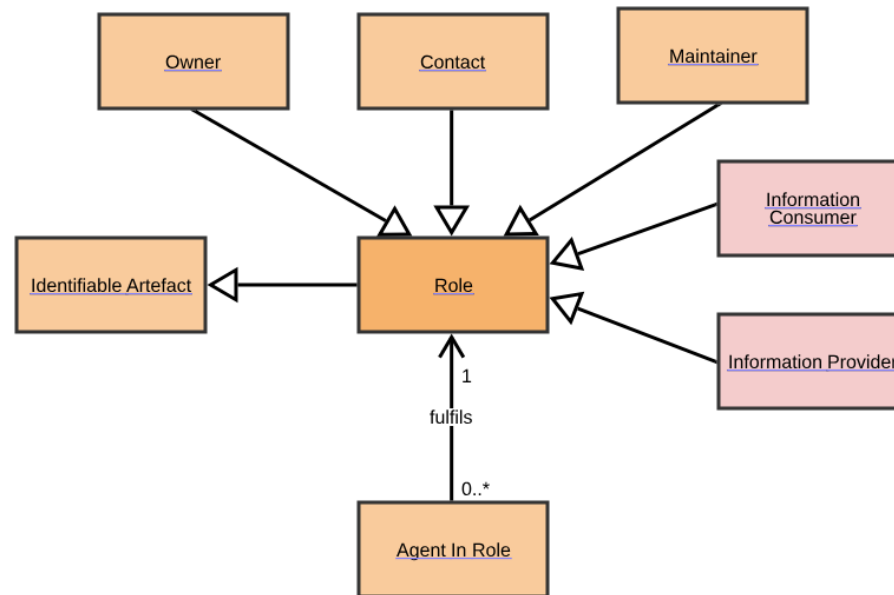 Owner
Contact
Maintainer
Information
Consumer
Identifiable Artefact
Role
Information Provider
1
fulfils
0..*
Agent In Role